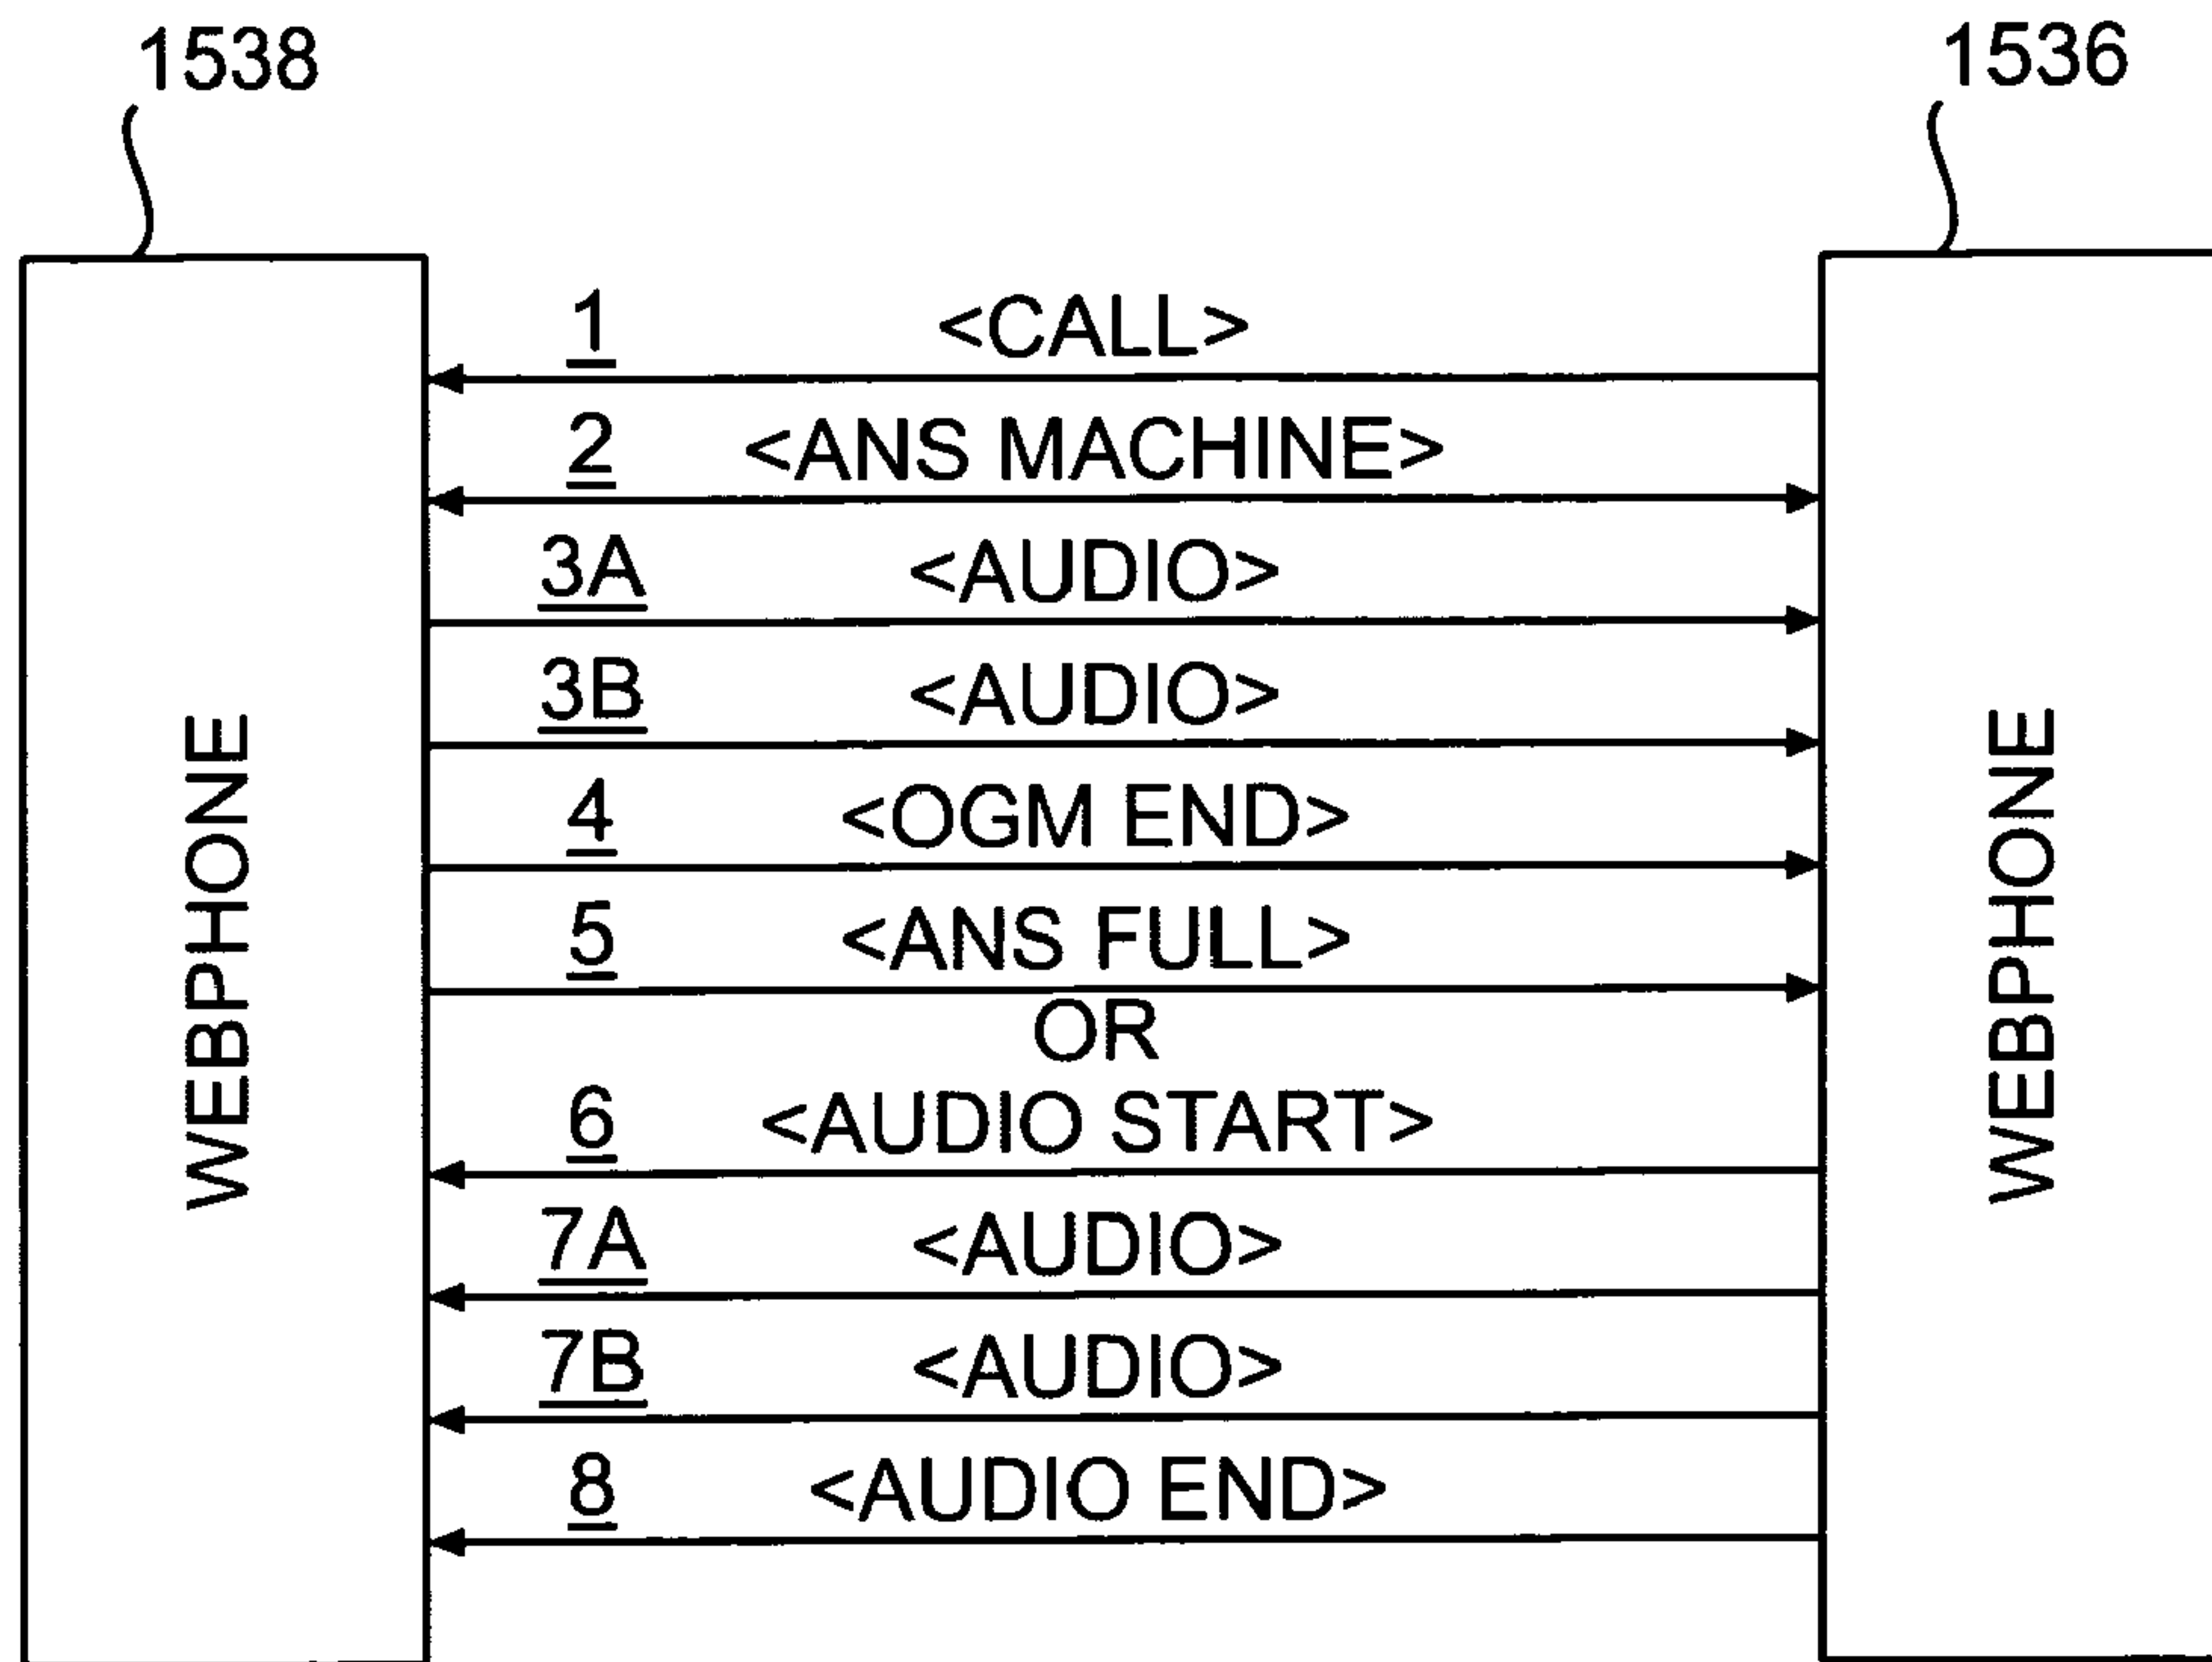 1538
1536
1 <CALL>
2 <ANS MACHINE>
3A <AUDIO>
3B <AUDIO>
4 <OGM END>
5 <ANS FULL>
OR
6 <AUDIO START>
7A <AUDIO>
7B <AUDIO>
8 <AUDIO END>
WEBPHONE
WEBPHONE